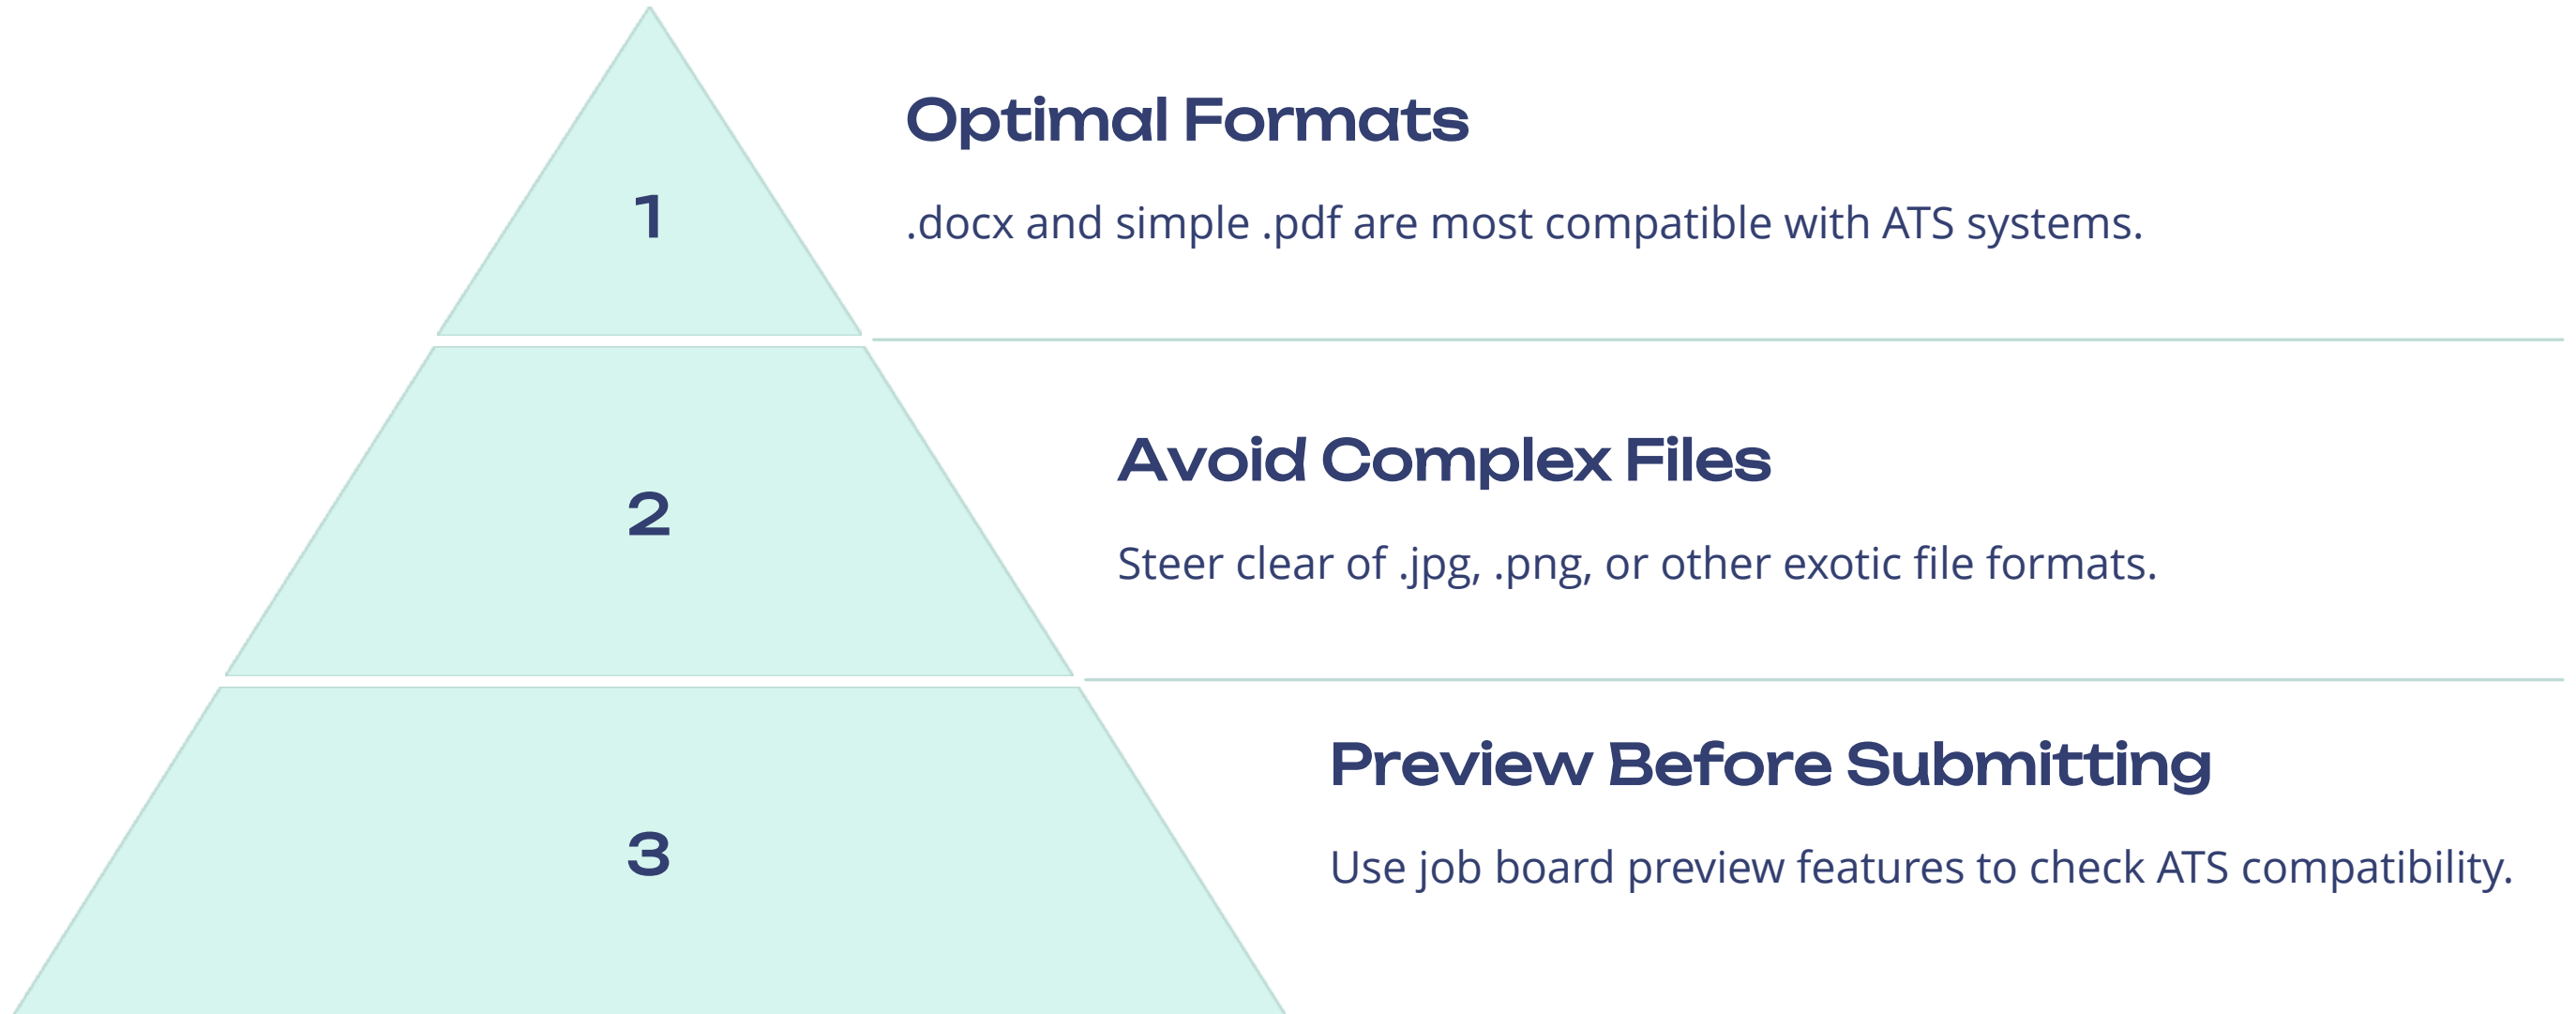 1
Optimal Formats
.docx and simple .pdf are most compatible with ATS systems.
2
Avoid Complex Files
Steer clear of .jpg, .png, or other exotic file formats.
3
Preview Before Submitting
Use job board preview features to check ATS compatibility.